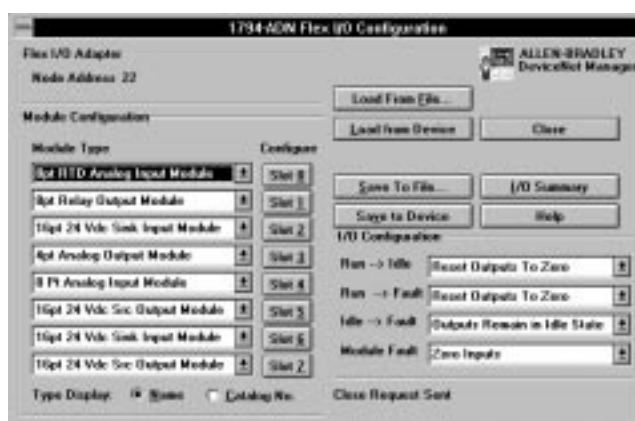 1794-ADN Flex I/O Configuration
Flex I/O Adapter
Node Address 22
ALLEN-BRADLEY
DeviceNet Manager
Load From File...
Load from Device
Close
Module Configuration
Module Type
Configure
8pt RTD Analog Input Module
Slot 0
8pt Relay Output Module
Slot 1
16pt 24 Vdc Sink Input Module
Slot 2
4pt Analog Output Module
Slot 3
8 Pt Analog Input Module
Slot 4
16pt 24 Vdc Src Output Module
Slot 5
16pt 24 Vdc Sink Input Module
Slot 6
16pt 24 Vdc Src Output Module
Slot 7
Type Display:
Name
Catalog No.
Save To File...
I/O Summary
Save to Device
Help
I/O Configuration
Run --> Idle
Reset Outputs To Zero
Run --> Fault
Reset Outputs To Zero
Idle --> Fault
Outputs Remain in Idle State
Module Fault
Zero Inputs
Close Request Sent